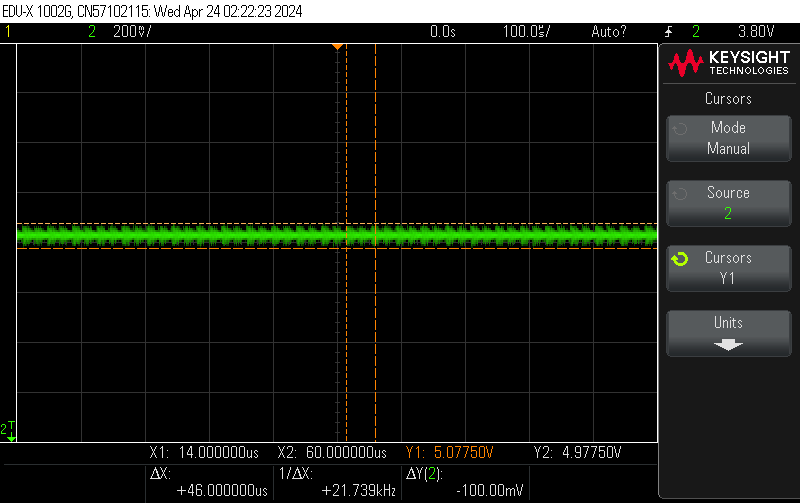 EDU-X 1002G, CN57102115: Wed Apr 24 02:22:23 2024
1 2 200mV/ 0.0s 100.0us/ Auto? 2 3.80V
KEYSIGHT
TECHNOLOGIES
Cursors
Mode
Manual
Source
2
Cursors
Y1
Units
2
X1: 14.000000us X2: 60.000000us Y1: 5.07750V Y2: 4.97750V
ΔX: 1/ΔX: ΔY(2):
+46.000000us +21.739kHz -100.00mV